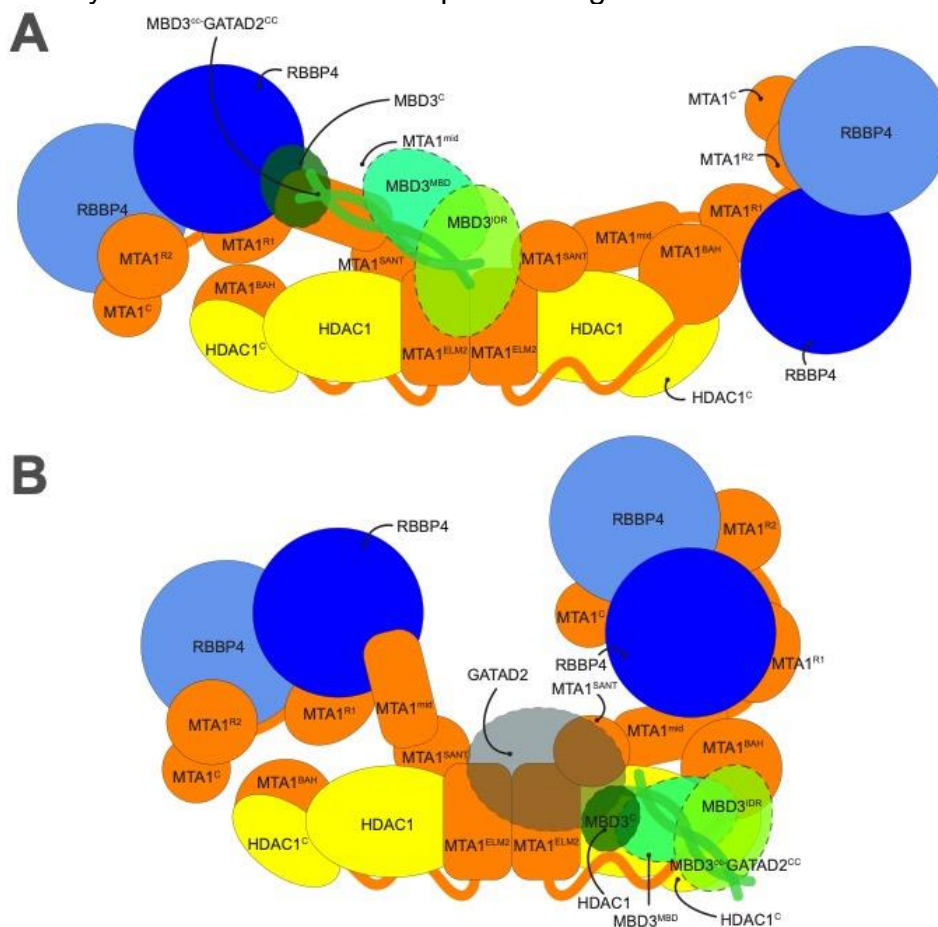 A
MBD3ᶜᶜ-GATAD2ᶜᶜ
RBBP4
MBD3ᶜ
MTA1ᵐⁱᵈ
MBD3ᴹᴮᴰ
MBD3ᴵᴰᴿ
RBBP4
MTA1ᴿ²
MTA1ᴿ¹
MTA1ᶜ
MTA1ᴮᴬᴴ
MTA1ˢᴬᴺᵀ
HDAC1
HDAC1ᶜ
MTA1ᴱᴸᴹ²
MTA1ᴱᴸᴹ²
MTA1ˢᴬᴺᵀ
HDAC1
MTA1ᵐⁱᵈ
MTA1ᴮᴬᴴ
MTA1ᴿ¹
MTA1ᴿ²
MTA1ᶜ
RBBP4
RBBP4
HDAC1ᶜ
B
RBBP4
RBBP4
MTA1ᴿ²
MTA1ᶜ
MTA1ᴿ¹
MTA1ᵐⁱᵈ
MTA1ˢᴬᴺᵀ
MTA1ᴮᴬᴴ
HDAC1ᶜ
HDAC1
MTA1ᴱᴸᴹ²
MTA1ᴱᴸᴹ²
GATAD2
RBBP4
MTA1ᴿ²
MTA1ᶜ
RBBP4
MTA1ˢᴬᴺᵀ
MTA1ᴿ¹
MTA1ᵐⁱᵈ
MTA1ᴮᴬᴴ
MBD3ᶜ
MBD3ᴵᴰᴿ
MBD3ᶜᶜ-GATAD2ᶜᶜ
HDAC1
MBD3ᴹᴮᴰ
HDAC1ᶜ